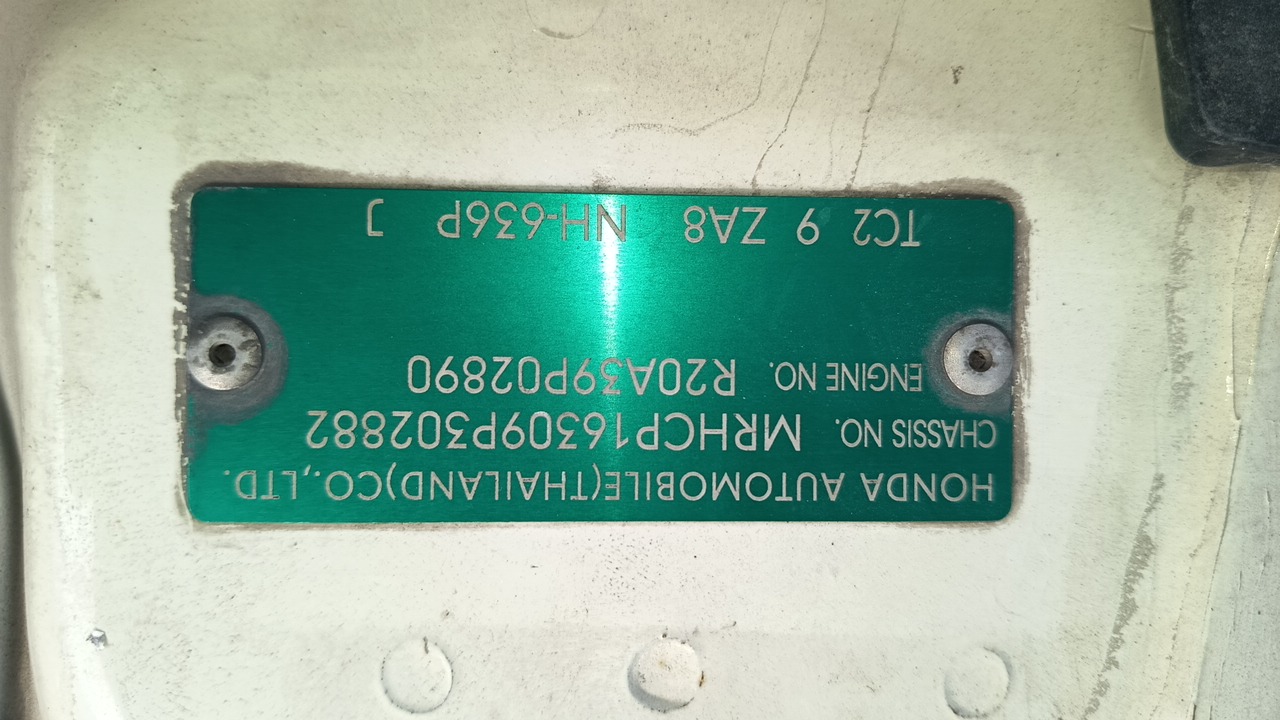 HONDA AUTOMOBILE(THAILAND)CO.,LTD.
CHASSIS NO. MRHCP16309P302882
ENGINE NO. R20A39P02890
TC2 9 ZA8 NH-636P J